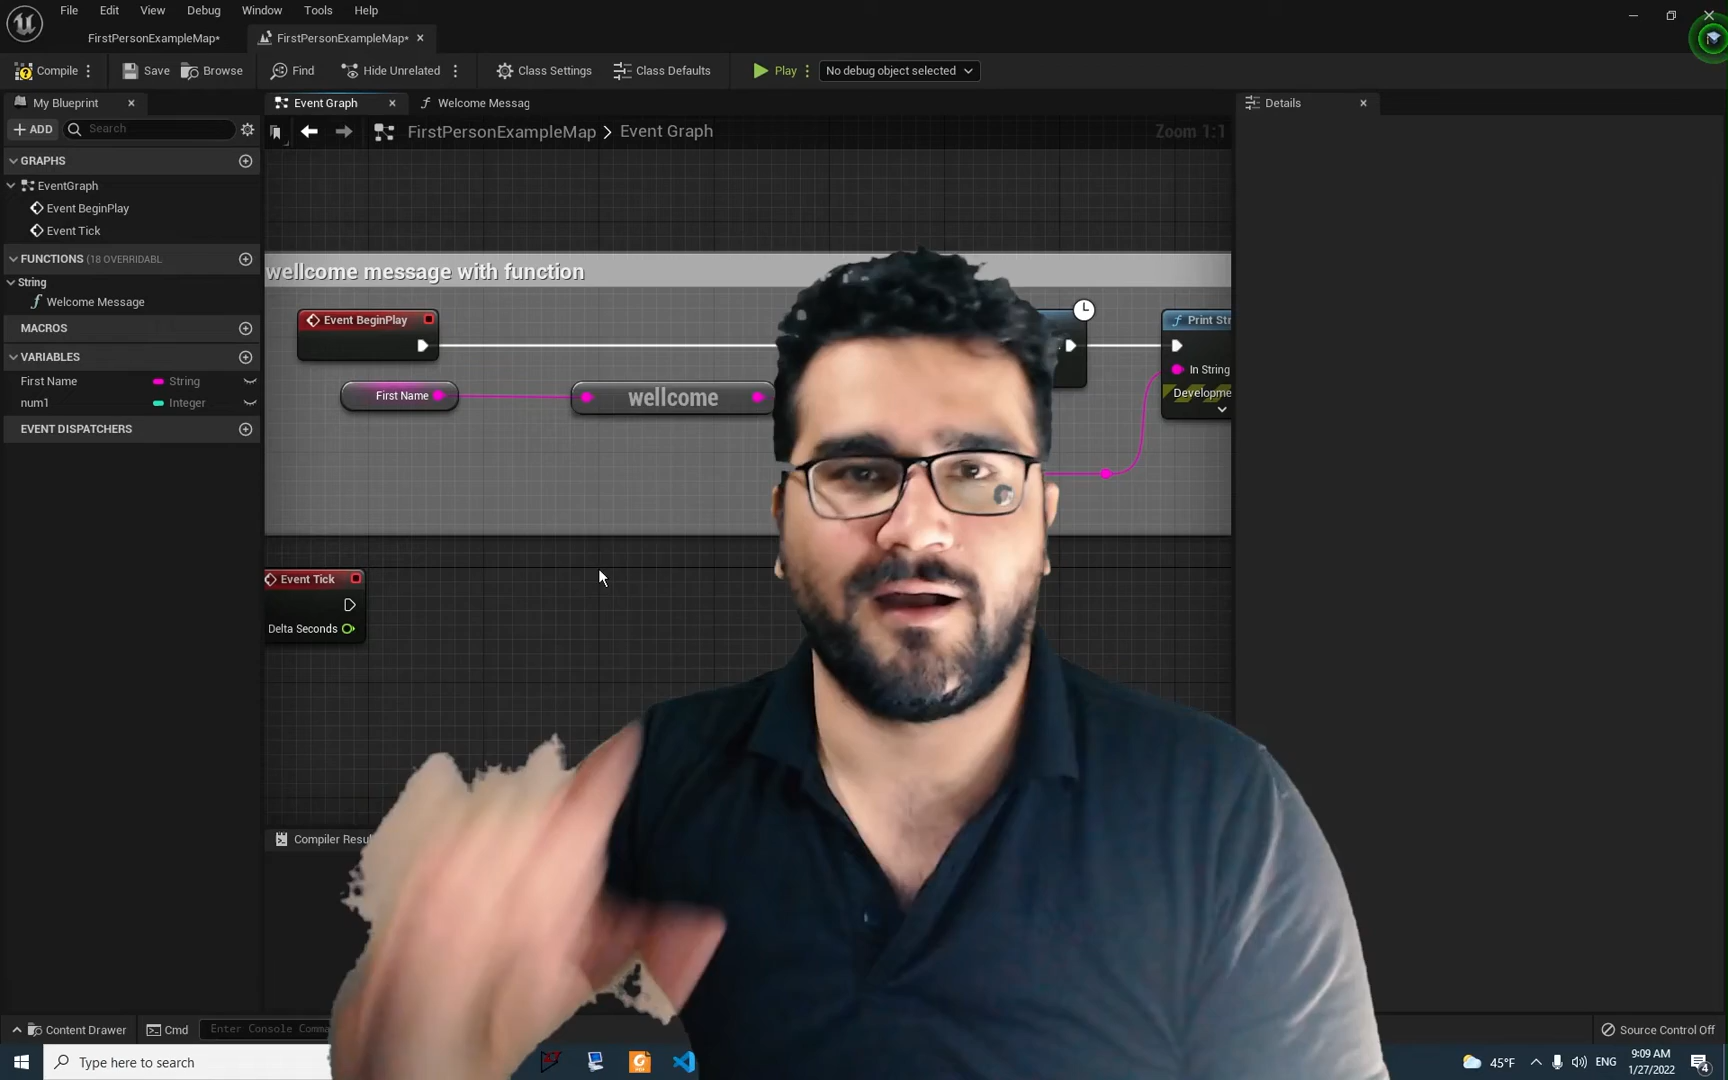 File Edit View Debug Window Tools Help
FirstPersonExampleMap* FirstPersonExampleMap*
Compile Save Browse Find Hide Unrelated Class Settings Class Defaults Play No debug object selected
My Blueprint Event Graph Welcome Messag Details
ADD Search FirstPersonExampleMap > Event Graph Zoom 1:1
GRAPHS
EventGraph
Event BeginPlay
Event Tick
FUNCTIONS (18 OVERRIDABL
String
Welcome Message
MACROS
VARIABLES
First Name String
num1 Integer
EVENT DISPATCHERS
wellcome message with function
Event BeginPlay
Print Str
In String
First Name
wellcome
Developme
Event Tick
Delta Seconds
Compiler Resu
Content Drawer Cmd Enter Console Comma Source Control Off
Type here to search 45°F ENG 9:09 AM
1/27/2022
4